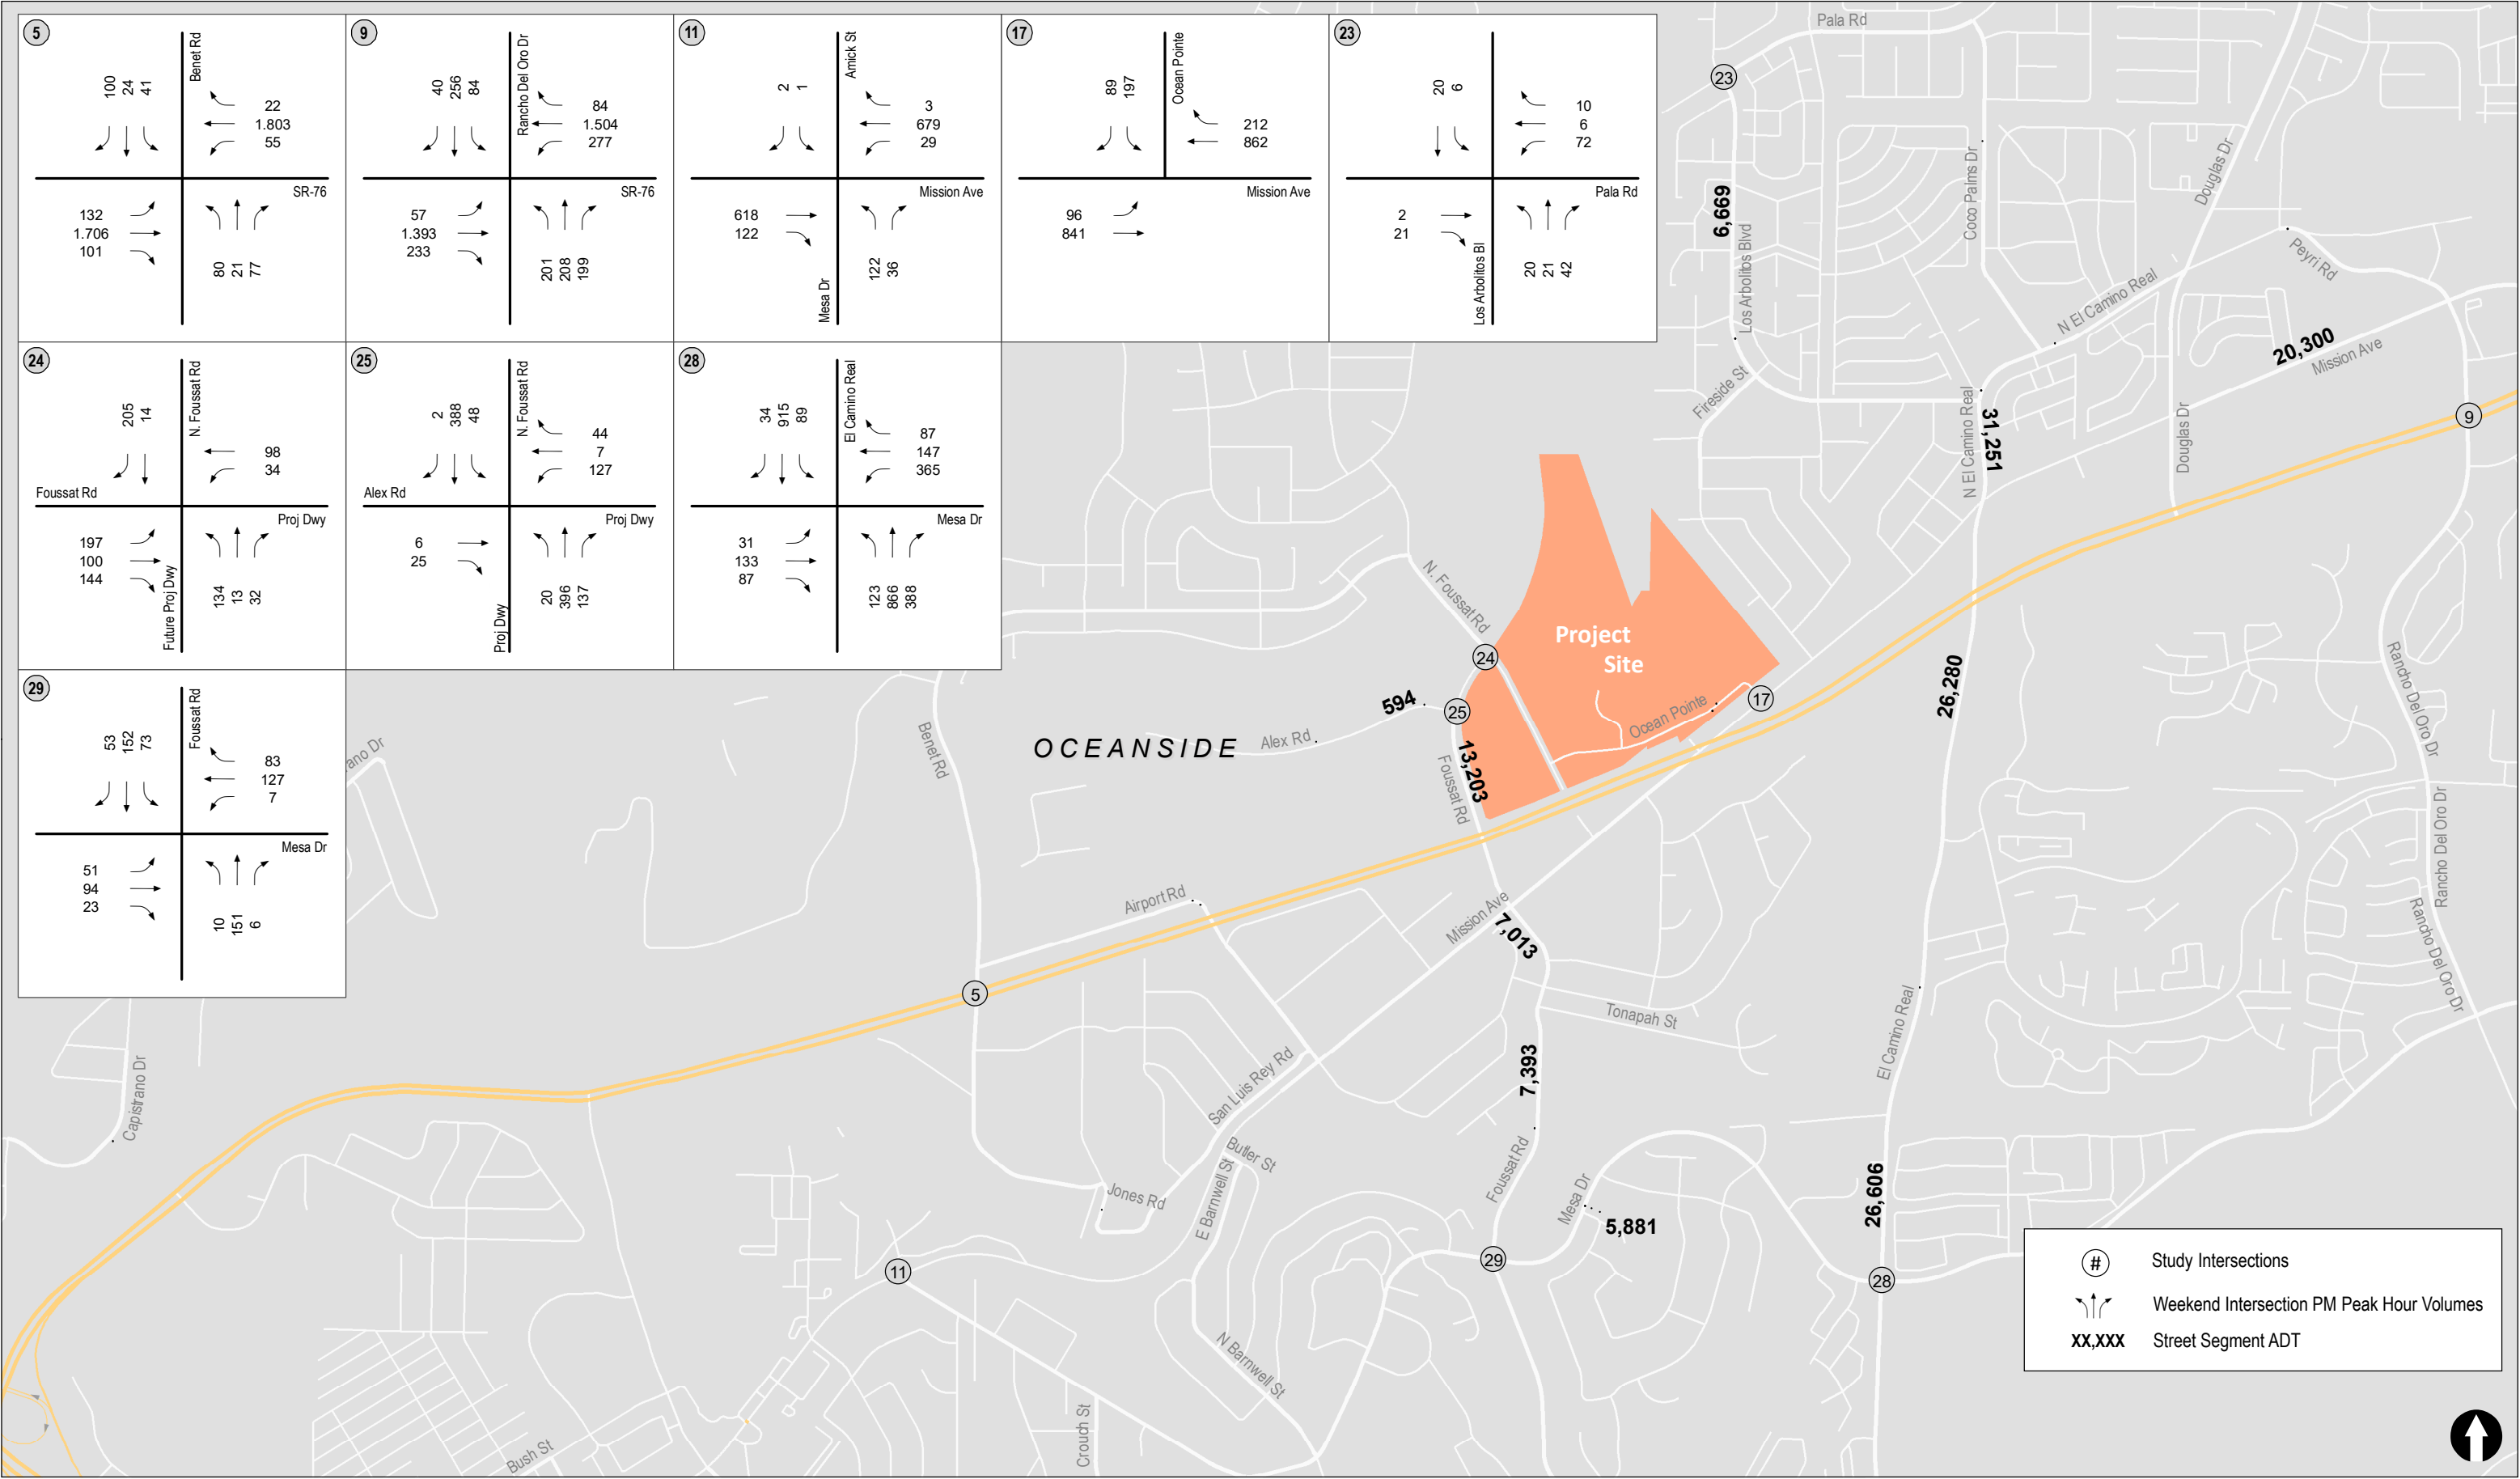 5
Benet Rd
100 24 41
22
1.803
55
SR-76
132
1.706
101
80 21 77
9
Rancho Del Oro Dr
40 256 84
84
1.504
277
SR-76
57
1.393
233
201 208 199
11
Amick St
2 1
3
679
29
Mission Ave
618
122
Mesa Dr
122 36
17
Ocean Pointe
89 197
212
862
Mission Ave
96
841
23
20 6
10
6
72
Pala Rd
2
21
Los Arbolitos Bl
20 21 42
24
N. Foussat Rd
205 14
98
34
Foussat Rd
Proj Dwy
197
100
144
Future Proj Dwy
134 13 32
25
N. Foussat Rd
2 388 48
44
7
127
Alex Rd
Proj Dwy
6
25
Proj Dwy
20 396 137
28
El Camino Real
34 915 89
87
147
365
Mesa Dr
31
133
87
123 866 388
29
Foussat Rd
53 152 73
83
127
7
Mesa Dr
51
94
23
10 151 6
Pala Rd
23
6,669
Los Arbolitos Blvd
Coco Palms Dr
Douglas Dr
Peyri Rd
N El Camino Real
20,300
Mission Ave
Fireside St
N El Camino Real
31,251
Douglas Dr
9
N. Foussat Rd
Project
Site
24
25
17
594
Alex Rd
OCEANSIDE
Ocean Pointe
13,203
Foussat Rd
26,280
Rancho Del Oro Dr
Rancho Del Oro Dr
Rancho Del Oro Dr
ano Dr
Benet Rd
Airport Rd
Mission Ave
7,013
5
Tonapah St
El Camino Real
7,393
Capistrano Dr
San Luis Rey Rd
Butler St
Jones Rd
E Barnwell St
Foussat Rd
Mesa Dr
5,881
26,606
11
29
28
N Barnwell St
Crouch St
Bush St
# Study Intersections
Weekend Intersection PM Peak Hour Volumes
XX,XXX Street Segment ADT